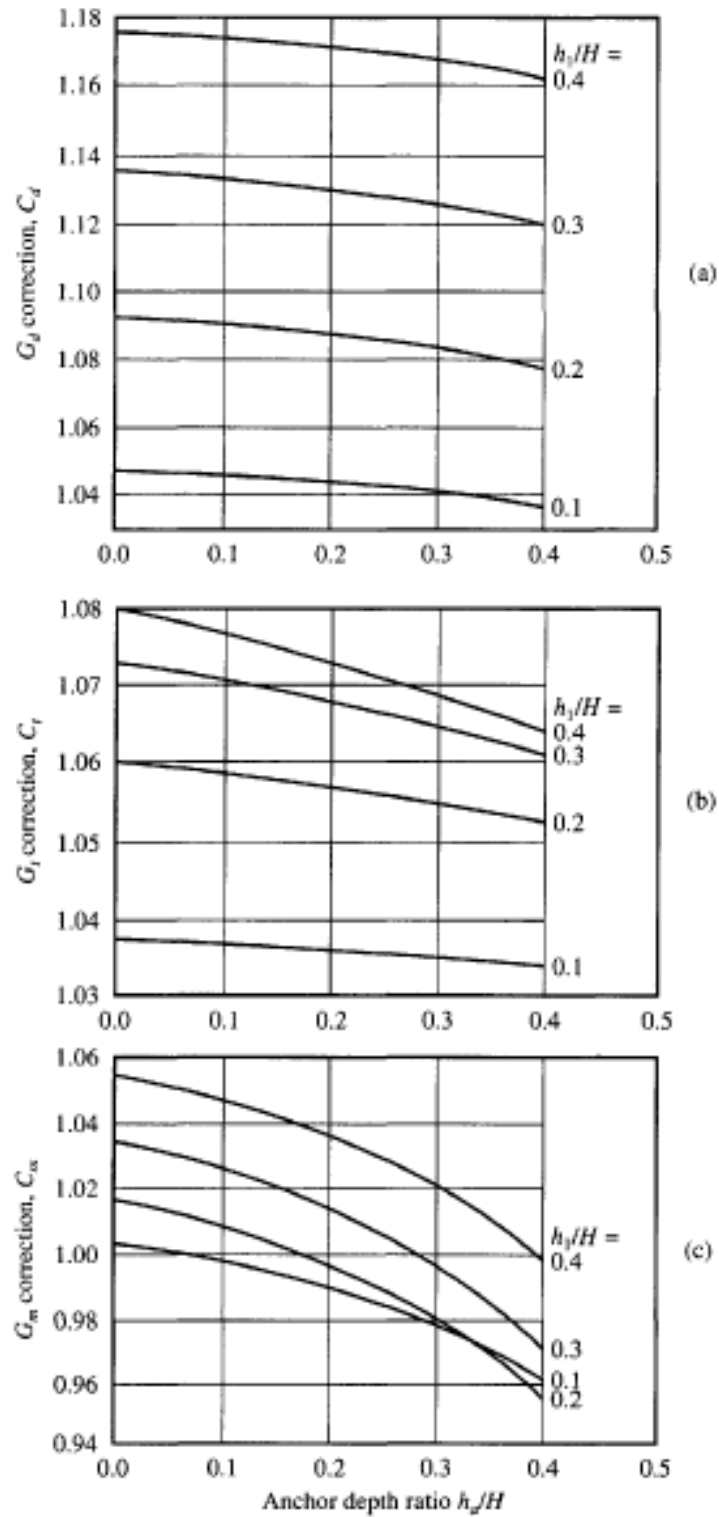 1.18
1.16
1.14
1.12
1.10
1.08
1.06
1.04
G_d correction, C_d
h_1/H =
0.4
0.3
0.2
0.1
(a)
0.0 0.1 0.2 0.3 0.4 0.5
1.08
1.07
1.06
1.05
1.04
1.03
G_t correction, C_t
h_1/H =
0.4
0.3
0.2
0.1
(b)
0.0 0.1 0.2 0.3 0.4 0.5
1.06
1.04
1.02
1.00
0.98
0.96
0.94
G_m correction, C_m
h_1/H =
0.4
0.3
0.1
0.2
(c)
0.0 0.1 0.2 0.3 0.4 0.5
Anchor depth ratio h_a/H